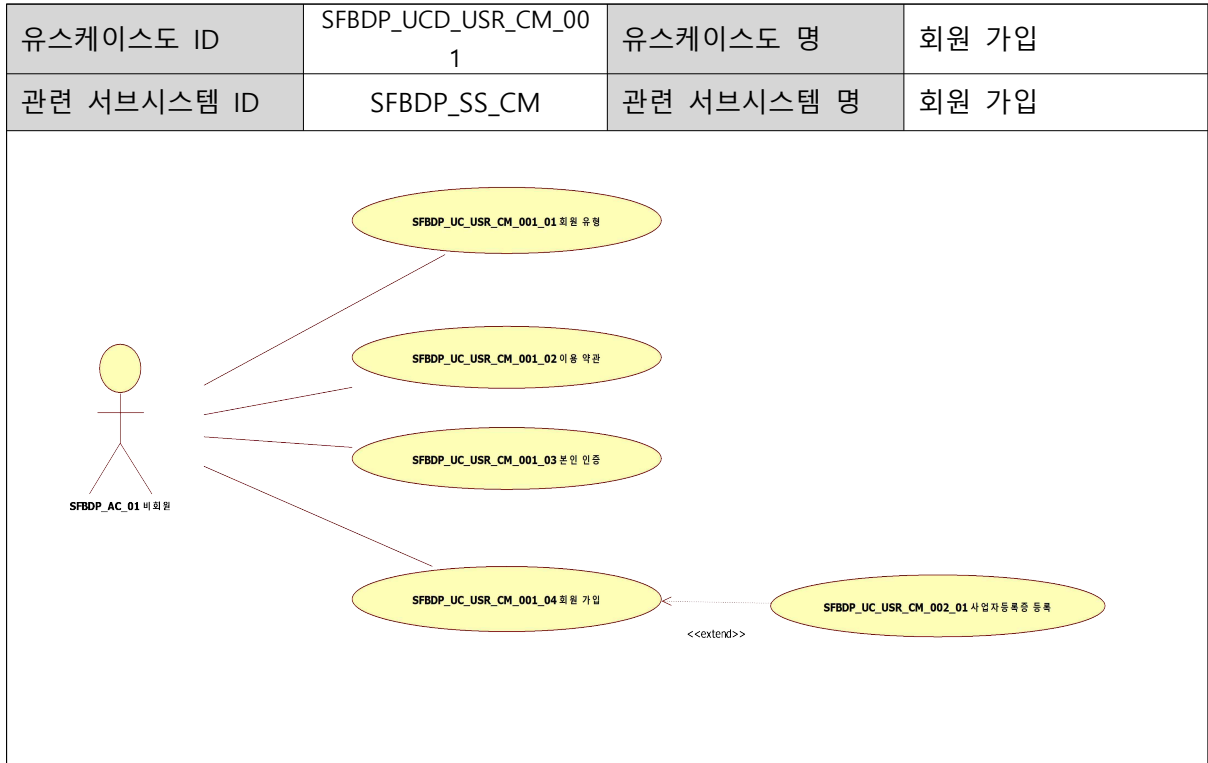 유스케이스도 ID
SFBDP_UCD_USR_CM_00
1
유스케이스도 명
회원 가입
관련 서브시스템 ID
SFBDP_SS_CM
관련 서브시스템 명
회원 가입
SFBDP_UC_USR_CM_001_01 회원 유형
SFBDP_UC_USR_CM_001_02 이용 약관
SFBDP_UC_USR_CM_001_03 본인 인증
SFBDP_AC_01 비회원
SFBDP_UC_USR_CM_001_04 회원 가입
SFBDP_UC_USR_CM_002_01 사업자등록증 등록
<<extend>>